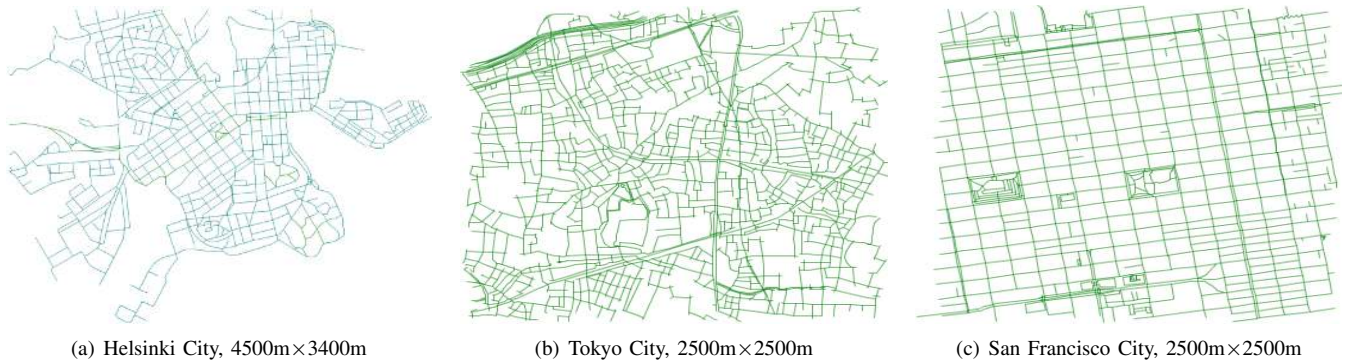 (a) Helsinki City, 4500m×3400m
(b) Tokyo City, 2500m×2500m
(c) San Francisco City, 2500m×2500m